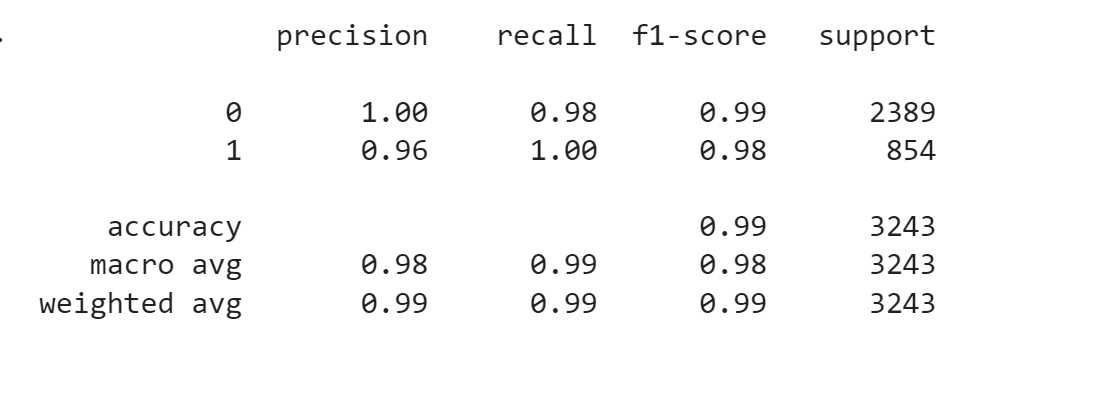 precision recall f1-score support
0 1.00 0.98 0.99 2389
1 0.96 1.00 0.98 854
accuracy 0.99 3243
macro avg 0.98 0.99 0.98 3243
weighted avg 0.99 0.99 0.99 3243